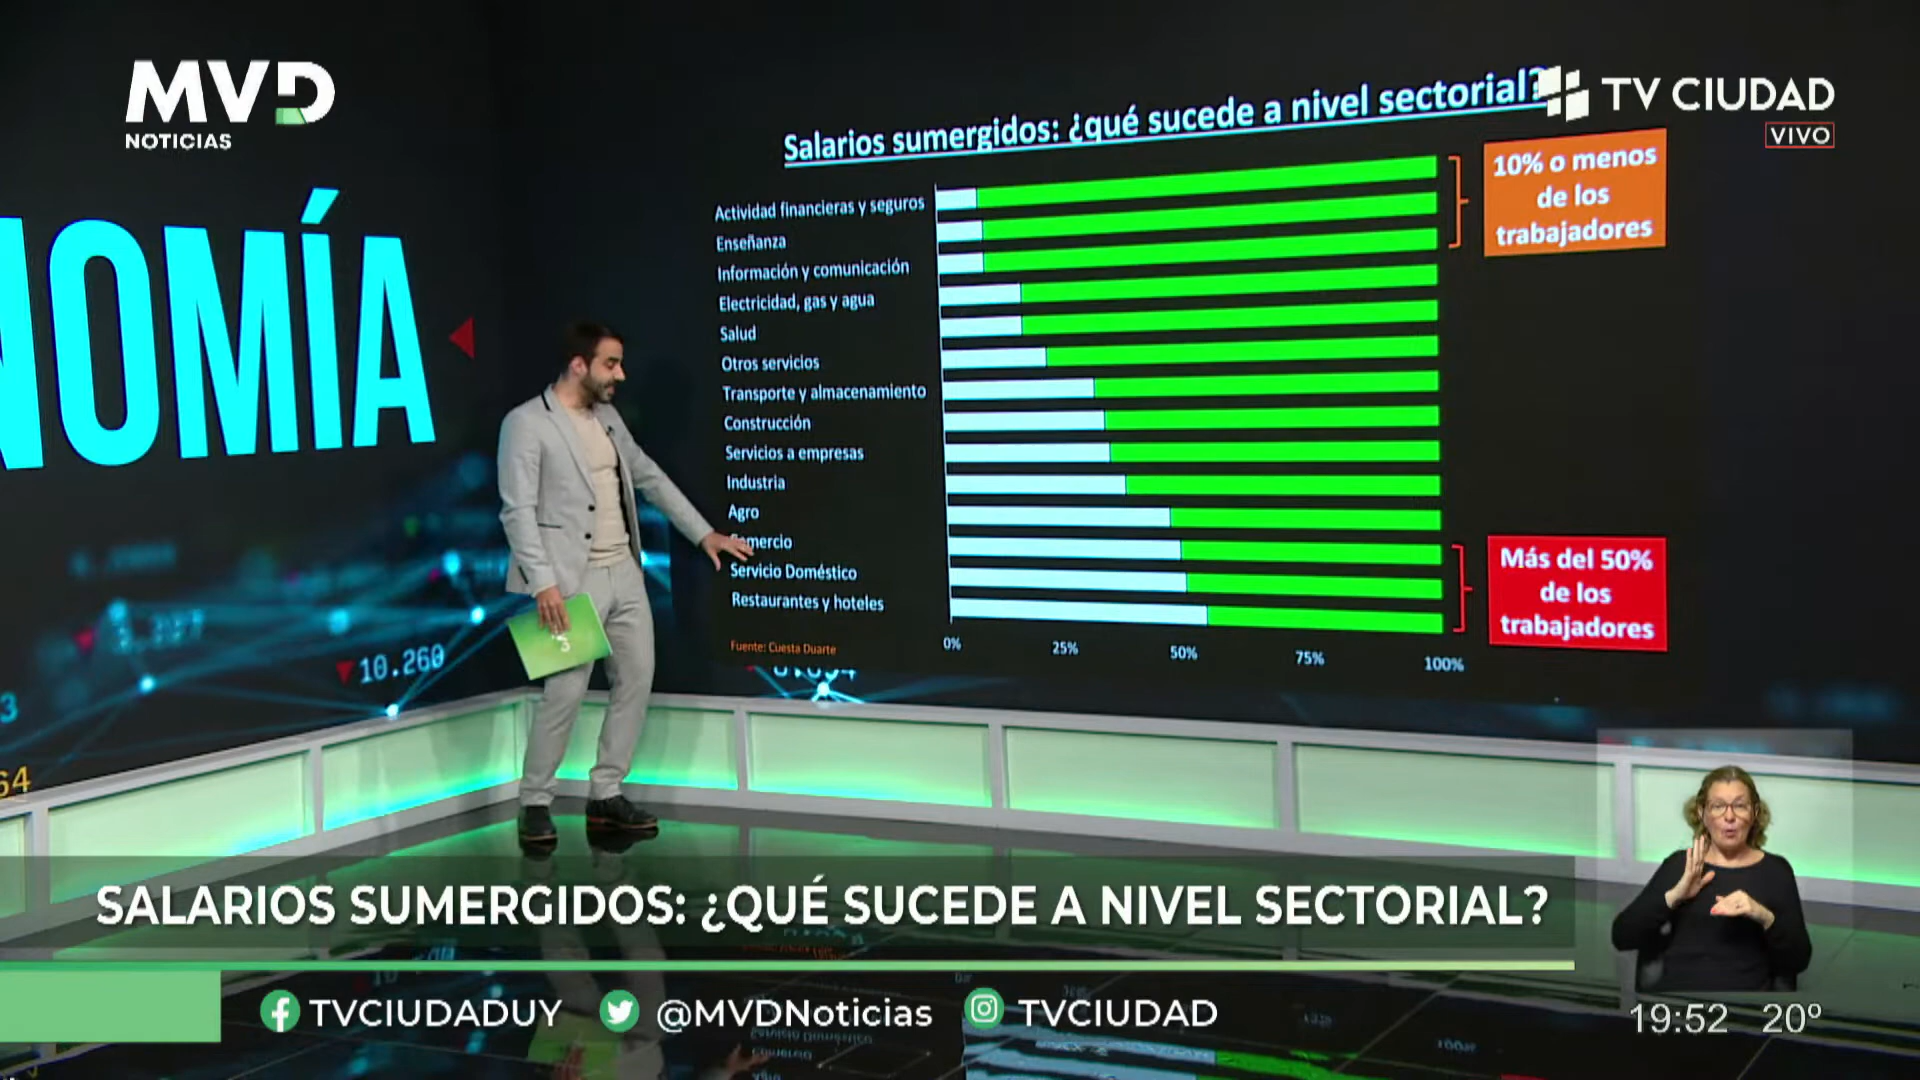 MVD
NOTICIAS
TV CIUDAD
VIVO
NOMÍA
10.260
64
Salarios sumergidos: ¿qué sucede a nivel sectorial?
Actividad financieras y seguros
Enseñanza
Información y comunicación
Electricidad, gas y agua
Salud
Otros servicios
Transporte y almacenamiento
Construcción
Servicios a empresas
Industria
Agro
Comercio
Servicio Doméstico
Restaurantes y hoteles
0%
25%
50%
75%
100%
Fuente: Cuesta Duarte
10% o menos
de los
trabajadores
Más del 50%
de los
trabajadores
SALARIOS SUMERGIDOS: ¿QUÉ SUCEDE A NIVEL SECTORIAL?
TVCIUDADUY
@MVDNoticias
TVCIUDAD
19:52 20º